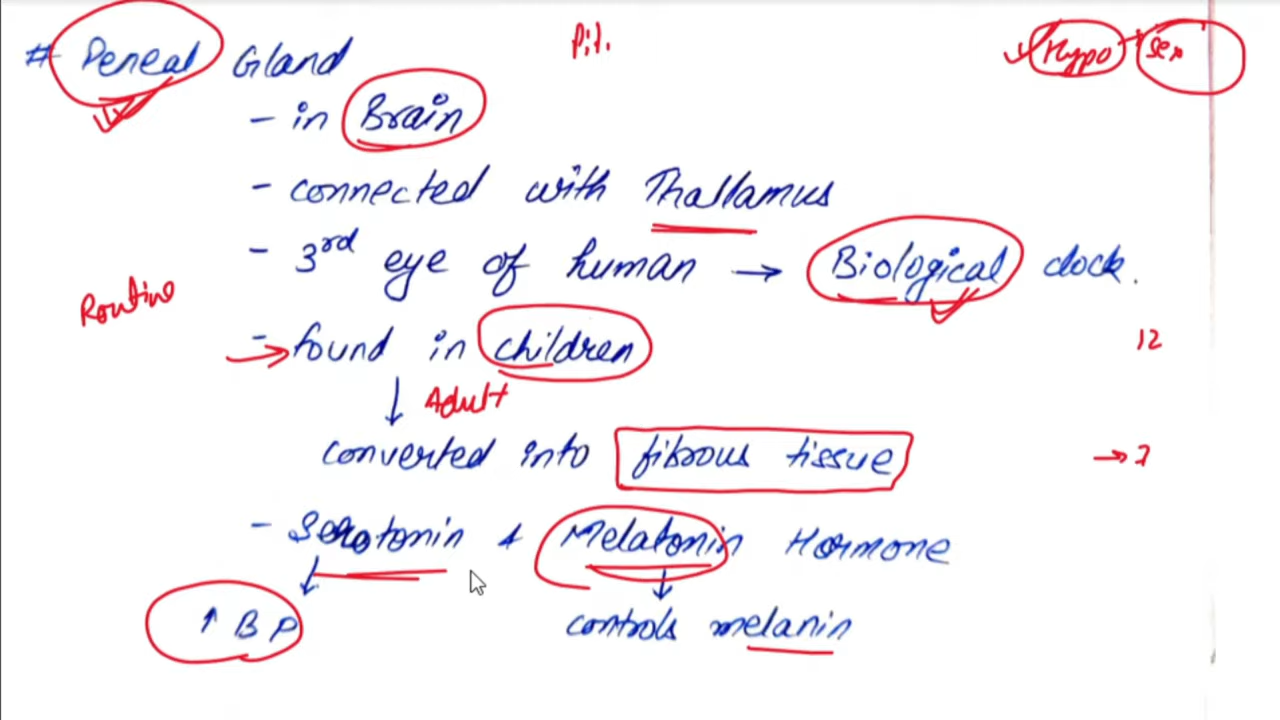 Pit.
Hypo → Sex
# Peneal Gland
- in Brain
- connected with Thallamus
- 3rd eye of human → Biological clock.
Routine
- found in children
12
↓ Adult
converted into fibrous tissue
→ 7
- Serotonin + Melatonin Hormone
↓ ↓
↑ BP controls melanin